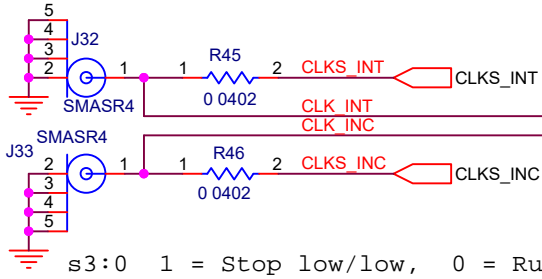 5
4 J32
3 R45
2 1 1 2 CLKS_INT CLKS_INT
SMASR4 0 0402
CLK_INT
CLK_INC
SMASR4
J33 R46
2 1 1 2 CLKS_INC CLKS_INC
3 0 0402
4
5
s3:0 1 = Stop low/low, 0 = Ru